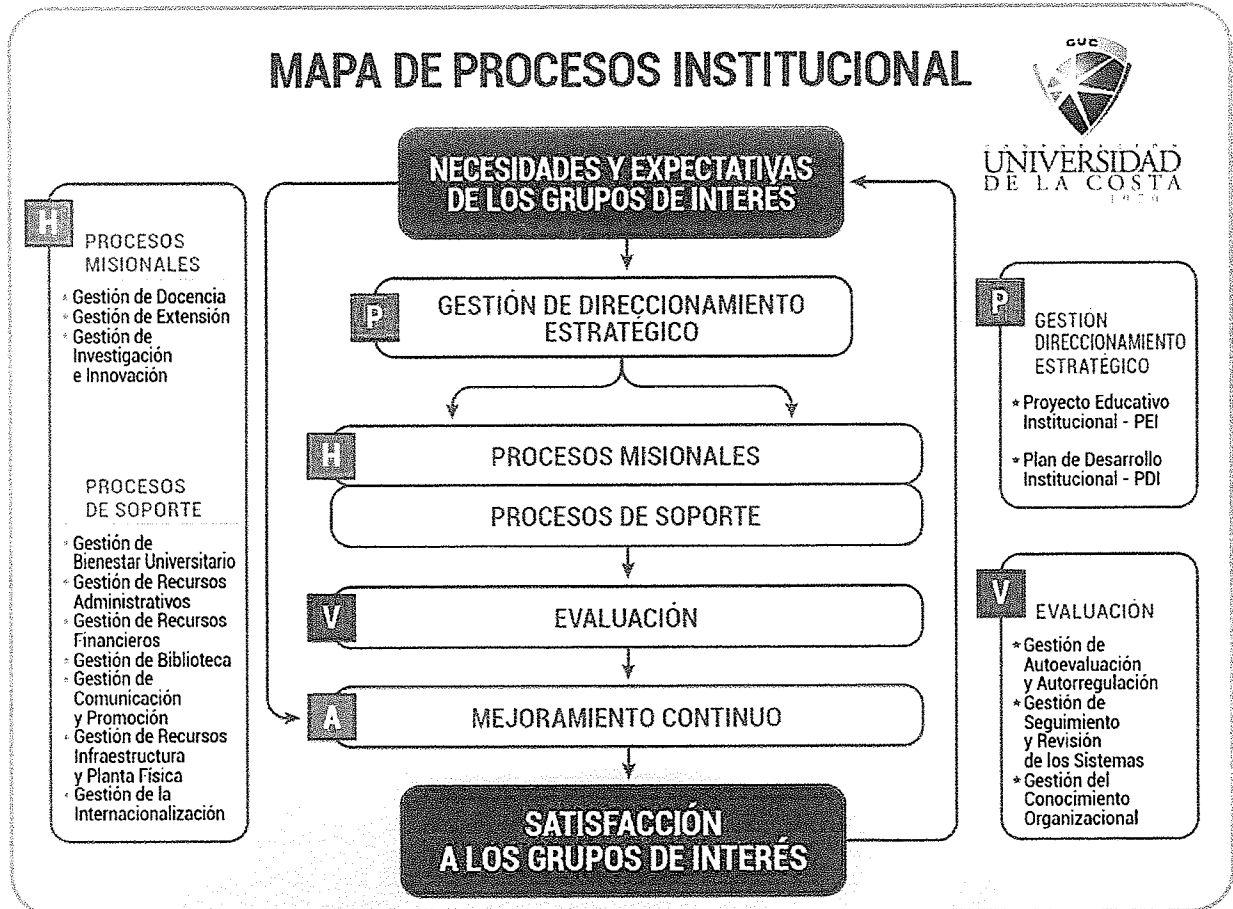 MAPA DE PROCESOS INSTITUCIONAL
CUC
UNIVERSIDAD
DE LA COSTA
1970
NECESIDADES Y EXPECTATIVAS
DE LOS GRUPOS DE INTERÉS
H
PROCESOS
MISIONALES
* Gestión de Docencia
* Gestión de Extensión
* Gestión de
Investigación
e Innovación
PROCESOS
DE SOPORTE
* Gestión de
Bienestar Universitario
* Gestión de Recursos
Administrativos
* Gestión de Recursos
Financieros
* Gestión de Biblioteca
* Gestión de
Comunicación
y Promoción
* Gestión de Recursos
Infraestructura
y Planta Física
* Gestión de la
Internacionalización
P
GESTIÓN DE DIRECCIONAMIENTO
ESTRATÉGICO
H
PROCESOS MISIONALES
PROCESOS DE SOPORTE
V
EVALUACIÓN
A
MEJORAMIENTO CONTINUO
SATISFACCIÓN
A LOS GRUPOS DE INTERÉS
P
GESTIÓN
DIRECCIONAMIENTO
ESTRATÉGICO
* Proyecto Educativo
Institucional - PEI
* Plan de Desarrollo
Institucional - PDI
V
EVALUACIÓN
* Gestión de
Autoevaluación
y Autorregulación
* Gestión de
Seguimiento
y Revisión
de los Sistemas
* Gestión del
Conocimiento
Organizacional